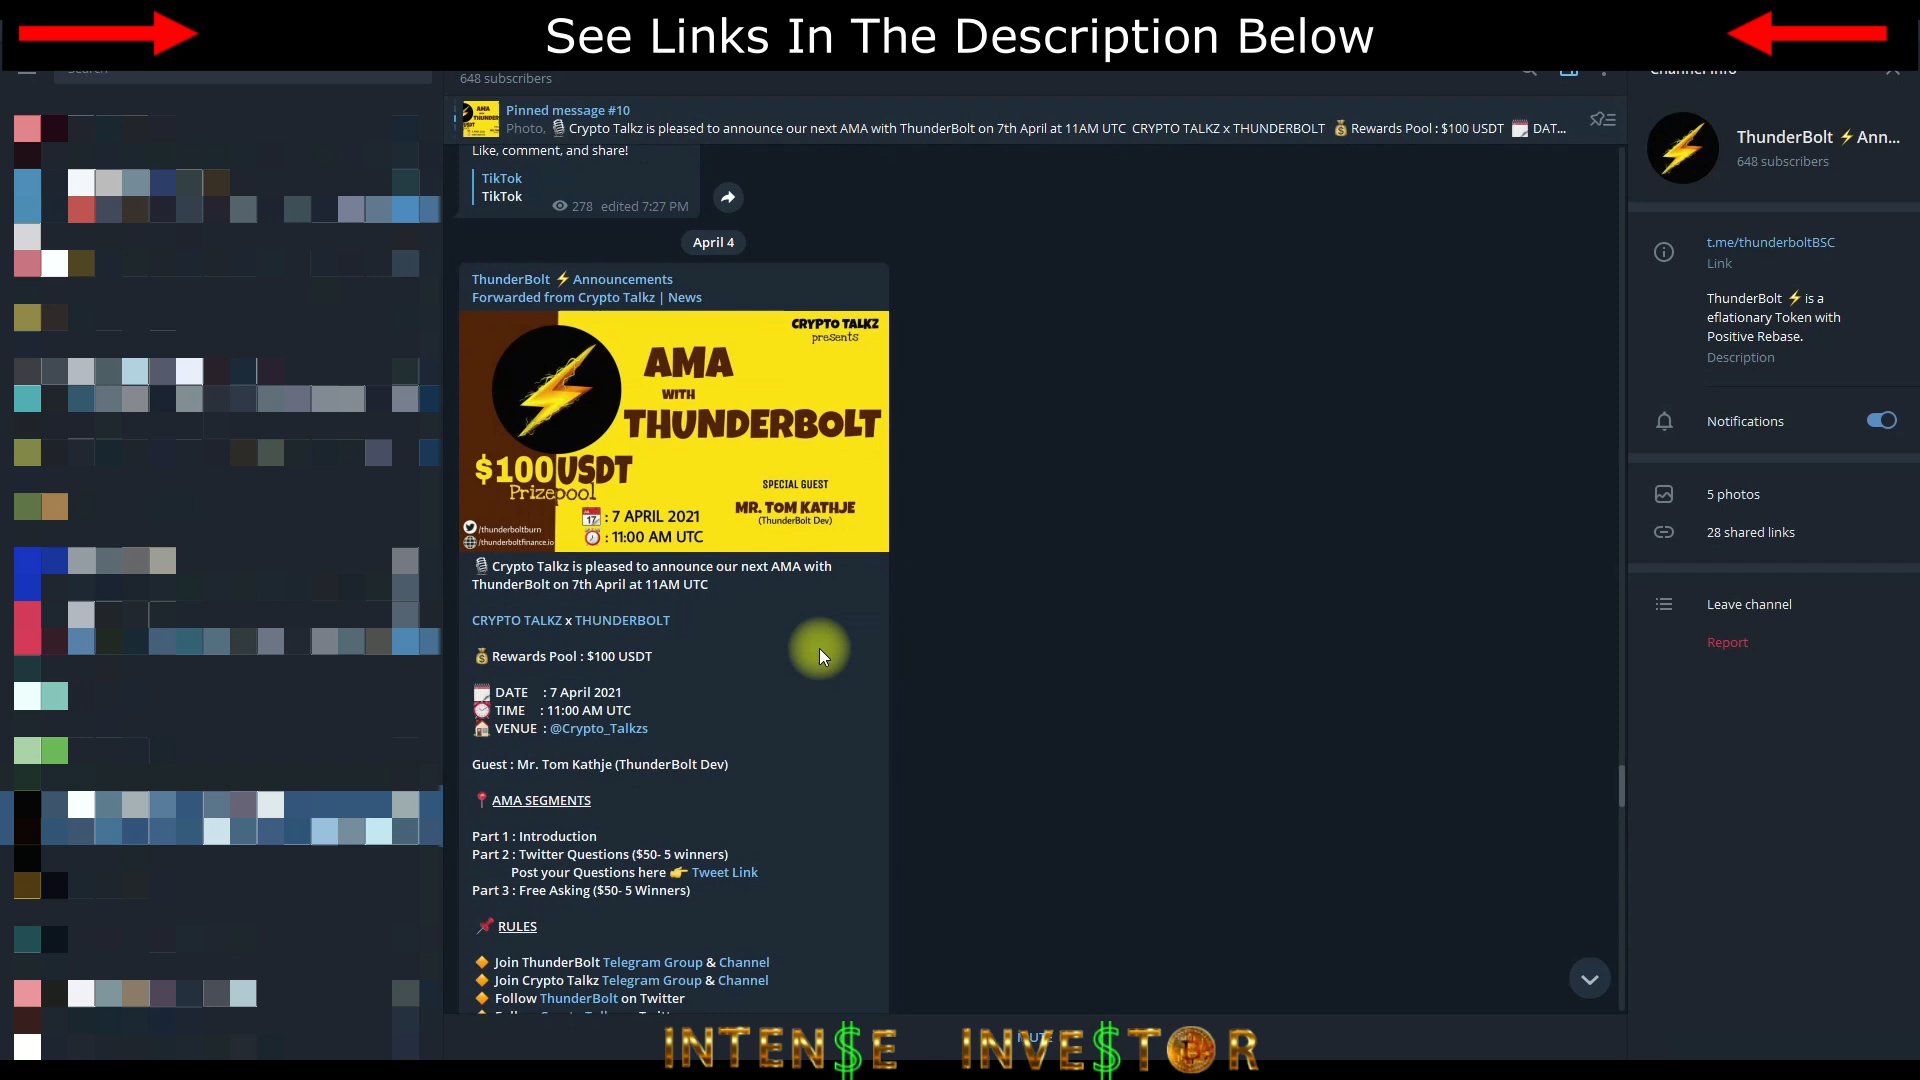 See Links In The Description Below
648 subscribers
Pinned message #10
Photo, 🎙Crypto Talkz is pleased to announce our next AMA with ThunderBolt on 7th April at 11AM UTC CRYPTO TALKZ x THUNDERBOLT 💰Rewards Pool : $100 USDT 🗓 DAT...
Like, comment, and share!
TikTok
TikTok
278 edited 7:27 PM
April 4
ThunderBolt ⚡Announcements
Forwarded from Crypto Talkz | News
CRYPTO TALKZ
presents
AMA
WITH
THUNDERBOLT
$100USDT
Prizepool
SPECIAL GUEST
MR. TOM KATHJE
(ThunderBolt Dev)
: 7 APRIL 2021
: 11:00 AM UTC
/thunderboltburn
/thunderboltfinance.io
🎙Crypto Talkz is pleased to announce our next AMA with
ThunderBolt on 7th April at 11AM UTC
CRYPTO TALKZ x THUNDERBOLT
💰Rewards Pool : $100 USDT
🗓 DATE : 7 April 2021
⏰ TIME : 11:00 AM UTC
🏠 VENUE : @Crypto_Talkzs
Guest : Mr. Tom Kathje (ThunderBolt Dev)
📍AMA SEGMENTS
Part 1 : Introduction
Part 2 : Twitter Questions ($50- 5 winners)
Post your Questions here 👉 Tweet Link
Part 3 : Free Asking ($50- 5 Winners)
📌 RULES
🔸 Join ThunderBolt Telegram Group & Channel
🔸 Join Crypto Talkz Telegram Group & Channel
🔸 Follow ThunderBolt on Twitter
MUTE
ThunderBolt ⚡Ann...
648 subscribers
t.me/thunderboltBSC
Link
ThunderBolt ⚡is a
eflationary Token with
Positive Rebase.
Description
Notifications
5 photos
28 shared links
Leave channel
Report
INTEN$E INVE$TOR